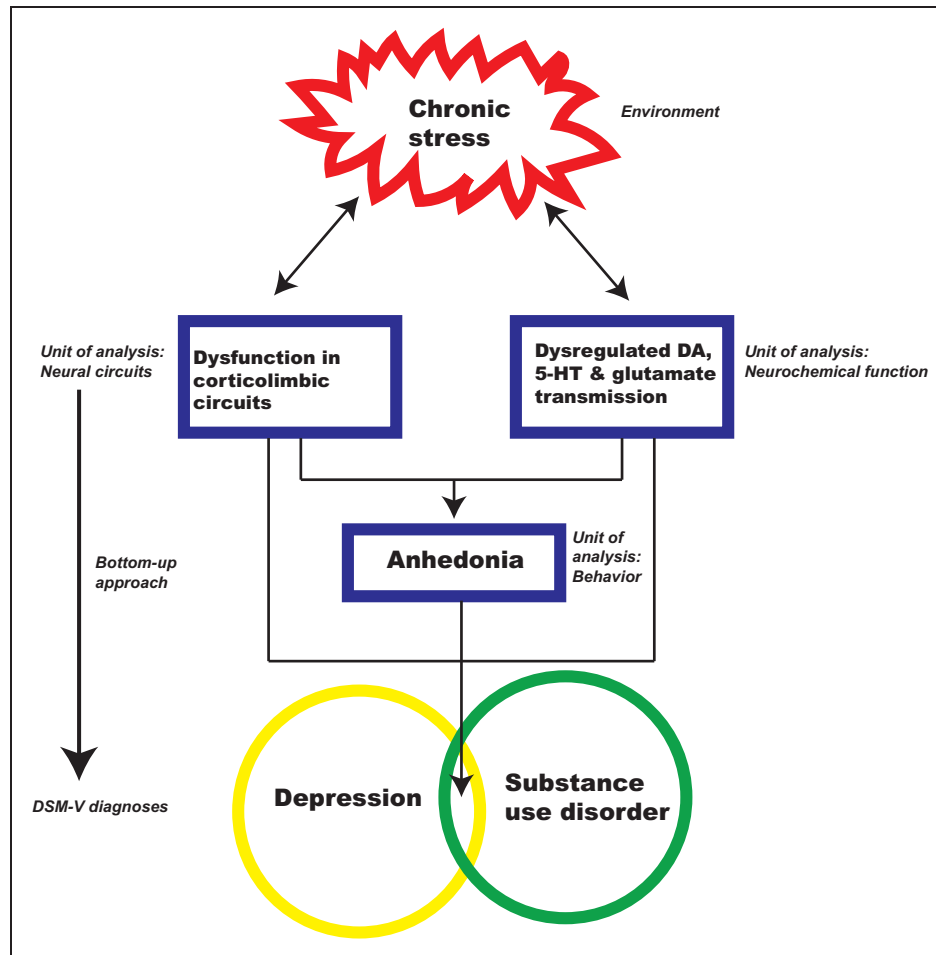 Chronic
stress
Environment
Unit of analysis:
Neural circuits
Dysfunction in
corticolimbic
circuits
Dysregulated DA,
5-HT & glutamate
transmission
Unit of analysis:
Neurochemical function
Anhedonia
Unit of
analysis:
Behavior
Bottom-up
approach
DSM-V diagnoses
Depression
Substance
use disorder